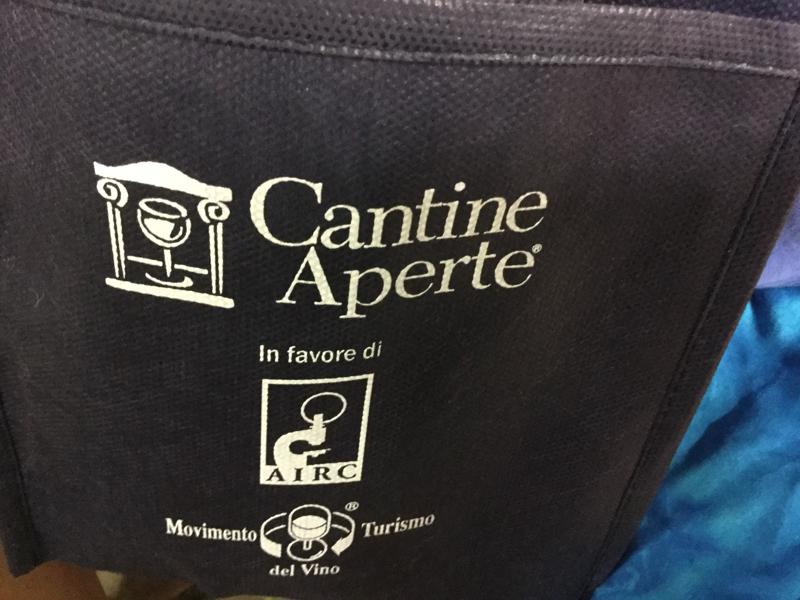 Cantine
Aperte®
In favore di
AIRC
Movimento Turismo ®
del Vino